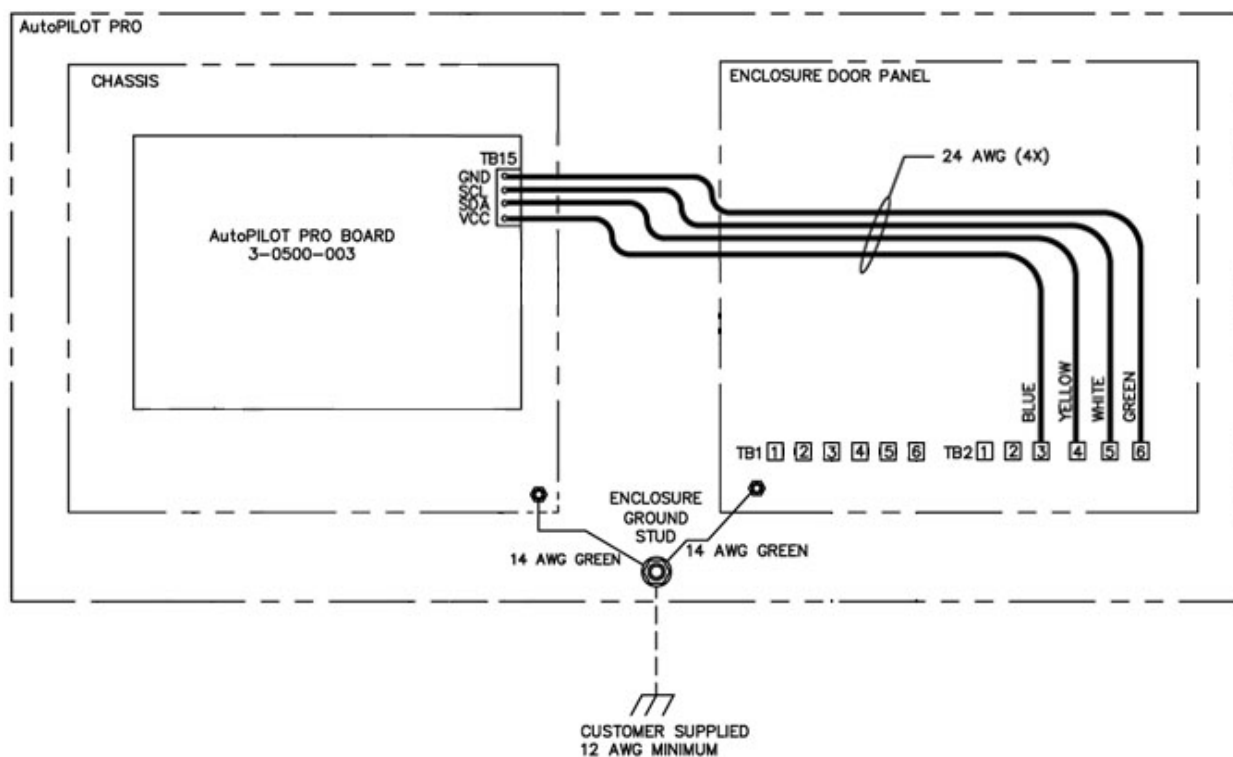 AutoPILOT PRO
CHASSIS
ENCLOSURE DOOR PANEL
TB15
GND
SCL
SDA
VCC
24 AWG (4X)
AutoPILOT PRO BOARD
3-0500-003
BLUE
YELLOW
WHITE
GREEN
TB1 1 2 3 4 5 6
TB2 1 2 3 4 5 6
ENCLOSURE
GROUND
STUD
14 AWG GREEN
14 AWG GREEN
CUSTOMER SUPPLIED
12 AWG MINIMUM